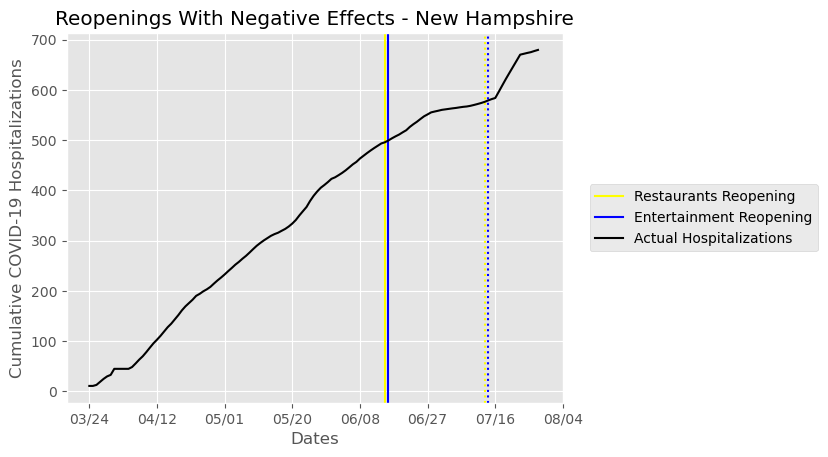 Reopenings With Negative Effects - New Hampshire
700
600
500
400
300
200
100
0
Cumulative COVID-19 Hospitalizations
03/24 04/12 05/01 05/20 06/08 06/27 07/16 08/04
Dates
Restaurants Reopening
Entertainment Reopening
Actual Hospitalizations